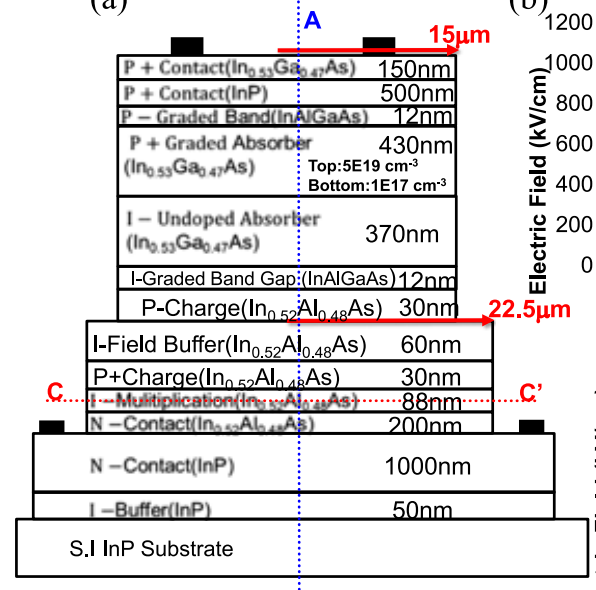 (a)
A
(b)
15μm
P + Contact(In0.53Ga0.47As) 150nm
P + Contact(InP) 500nm
P − Graded Band(InAlGaAs) 12nm
P + Graded Absorber 430nm
(In0.53Ga0.47As)
Top:5E19 cm-3
Bottom:1E17 cm-3
I − Undoped Absorber
(In0.53Ga0.47As) 370nm
I-Graded Band Gap (InAlGaAs) 12nm
P-Charge(In0.52Al0.48As) 30nm
22.5μm
I-Field Buffer(In0.52Al0.48As) 60nm
P+Charge(In0.52Al0.48As) 30nm
C
I −Mulitiplication(In0.52Al0.48As) 88nm
C'
N −Contact(In0.52Al0.48As) 200nm
N −Contact(InP) 1000nm
I −Buffer(InP) 50nm
S.I InP Substrate
Electric Field (kV/cm)
1200
1000
800
600
400
200
0